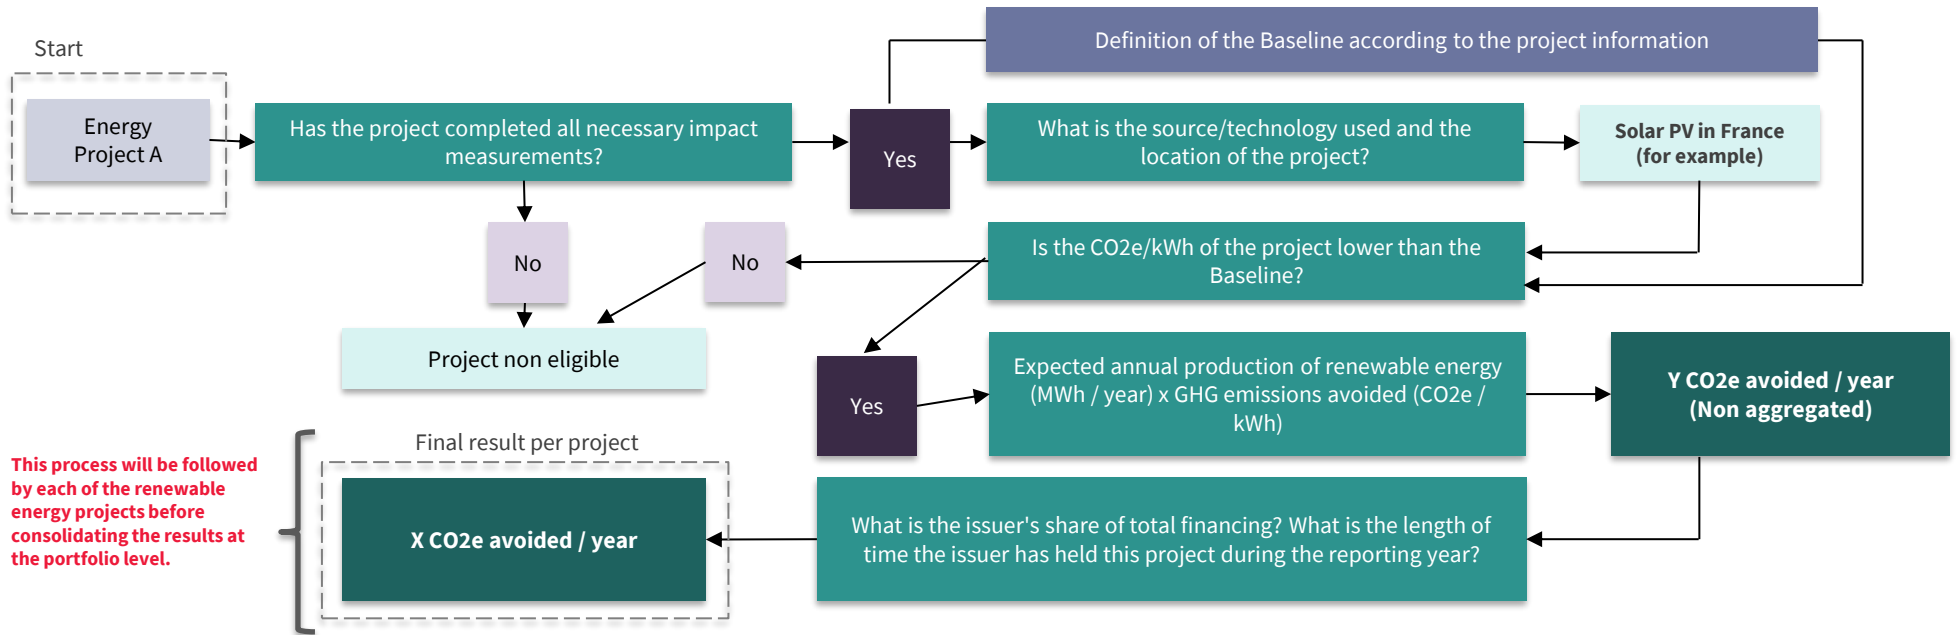 Start
Definition of the Baseline according to the project information
Energy
Project A
Has the project completed all necessary impact
measurements?
Yes
What is the source/technology used and the
location of the project?
Solar PV in France
(for example)
No
No
Is the CO2e/kWh of the project lower than the
Baseline?
Project non eligible
Yes
Expected annual production of renewable energy
(MWh / year) x GHG emissions avoided (CO2e /
kWh)
Y CO2e avoided / year
(Non aggregated)
Final result per project
This process will be followed
by each of the renewable
energy projects before
consolidating the results at
the portfolio level.
X CO2e avoided / year
What is the issuer's share of total financing? What is the length of
time the issuer has held this project during the reporting year?